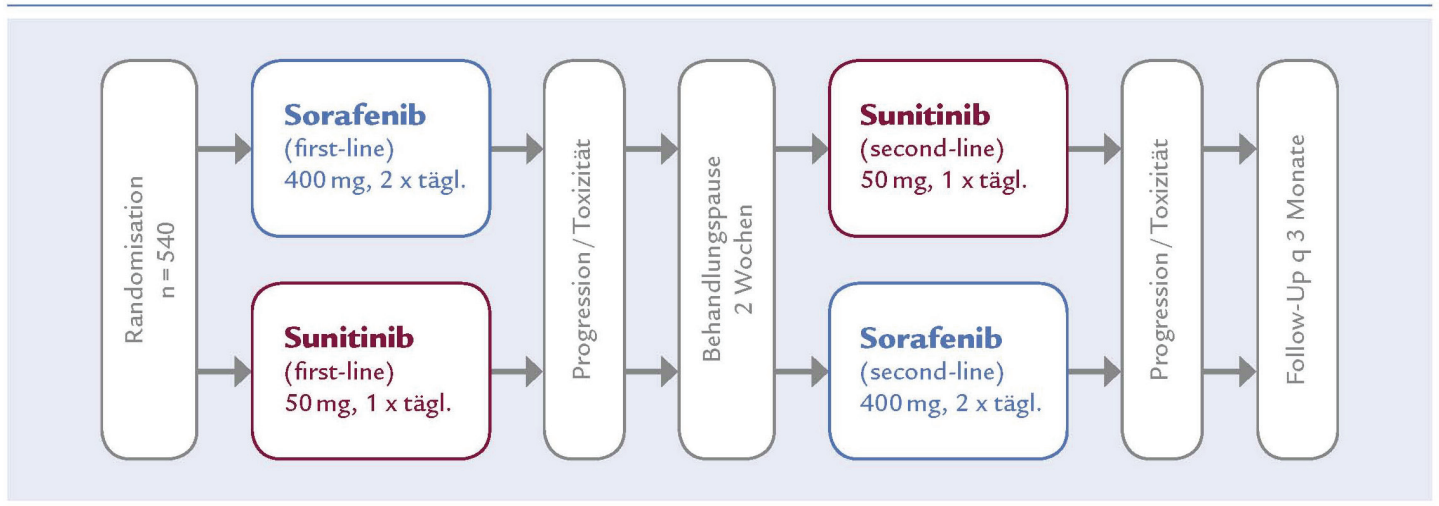 Randomisation
n = 540
Sorafenib
(first-line)
400 mg, 2 x tägl.
Sunitinib
(first-line)
50 mg, 1 x tägl.
Progression / Toxizität
Behandlungspause
2 Wochen
Sunitinib
(second-line)
50 mg, 1 x tägl.
Sorafenib
(second-line)
400 mg, 2 x tägl.
Progression / Toxizität
Follow-Up q 3 Monate